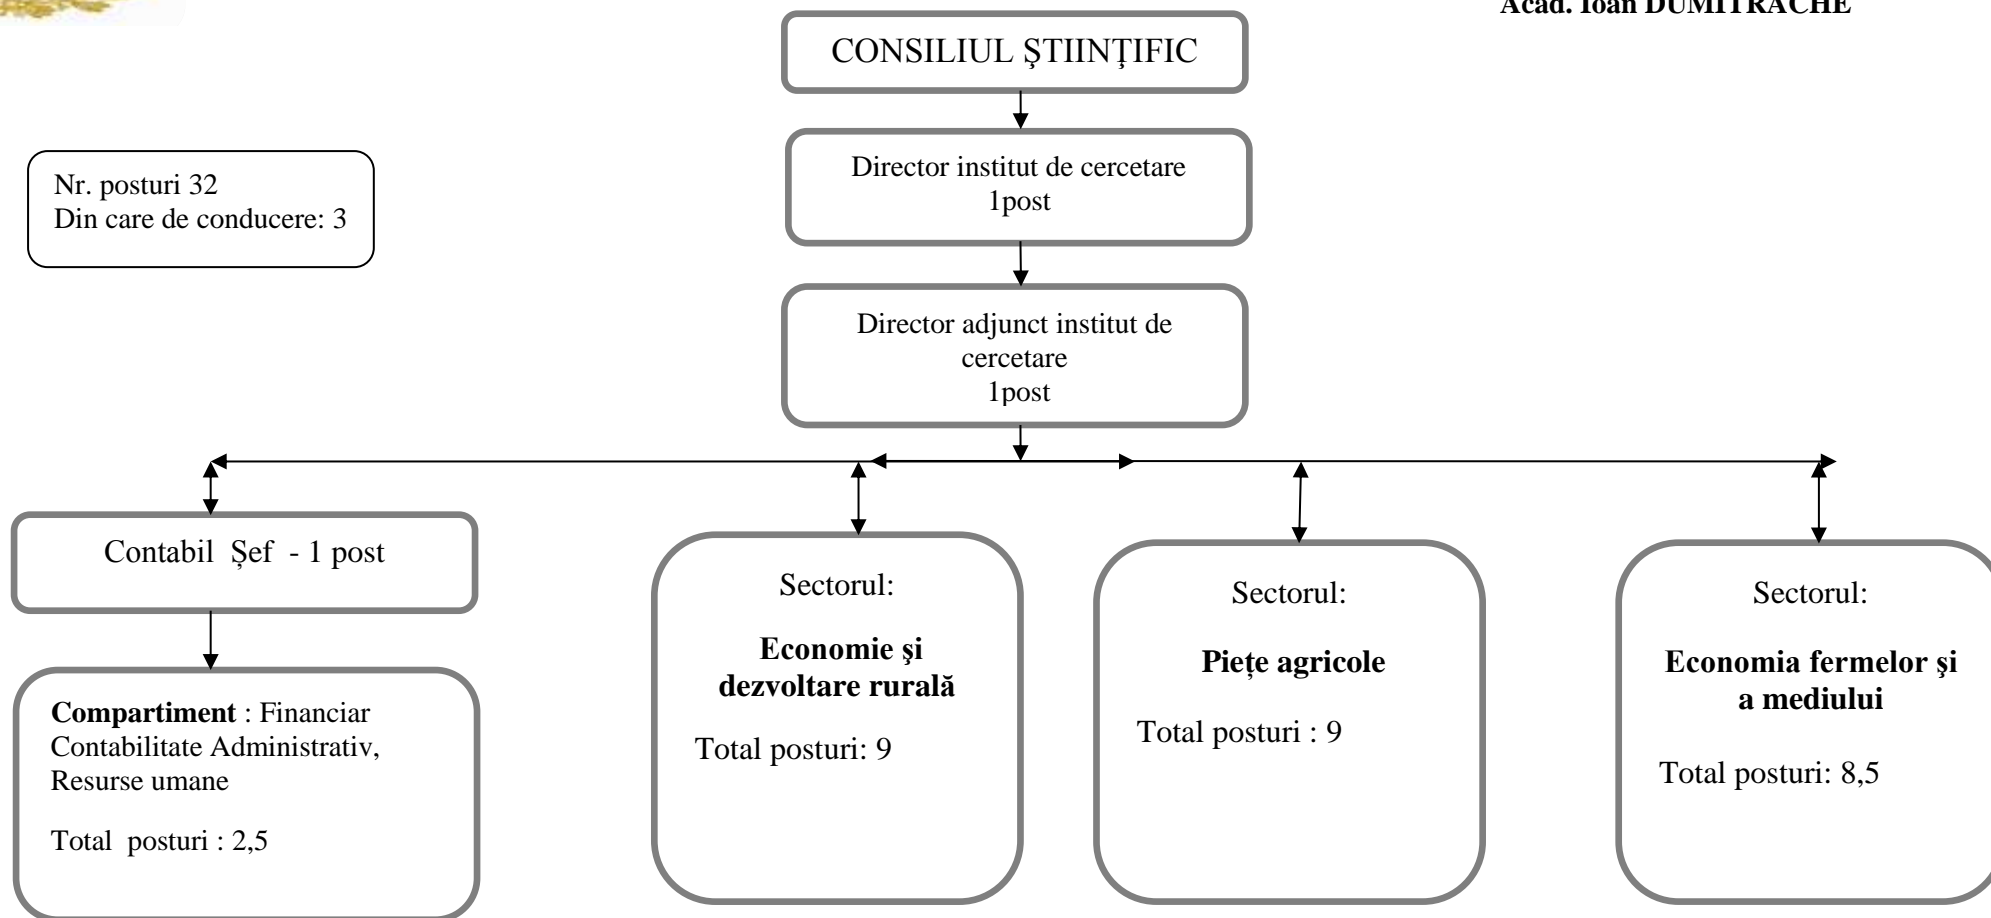 Acad. Ioan DUMITRACHE
CONSILIUL ŞTIINŢIFIC
Nr. posturi 32
Din care de conducere: 3
Director institut de cercetare
1post
Director adjunct institut de
cercetare
1post
Contabil Șef - 1 post
Compartiment : Financiar
Contabilitate Administrativ,
Resurse umane
Total posturi : 2,5
Sectorul:
Economie şi
dezvoltare rurală
Total posturi: 9
Sectorul:
Piețe agricole
Total posturi : 9
Sectorul:
Economia fermelor şi
a mediului
Total posturi: 8,5